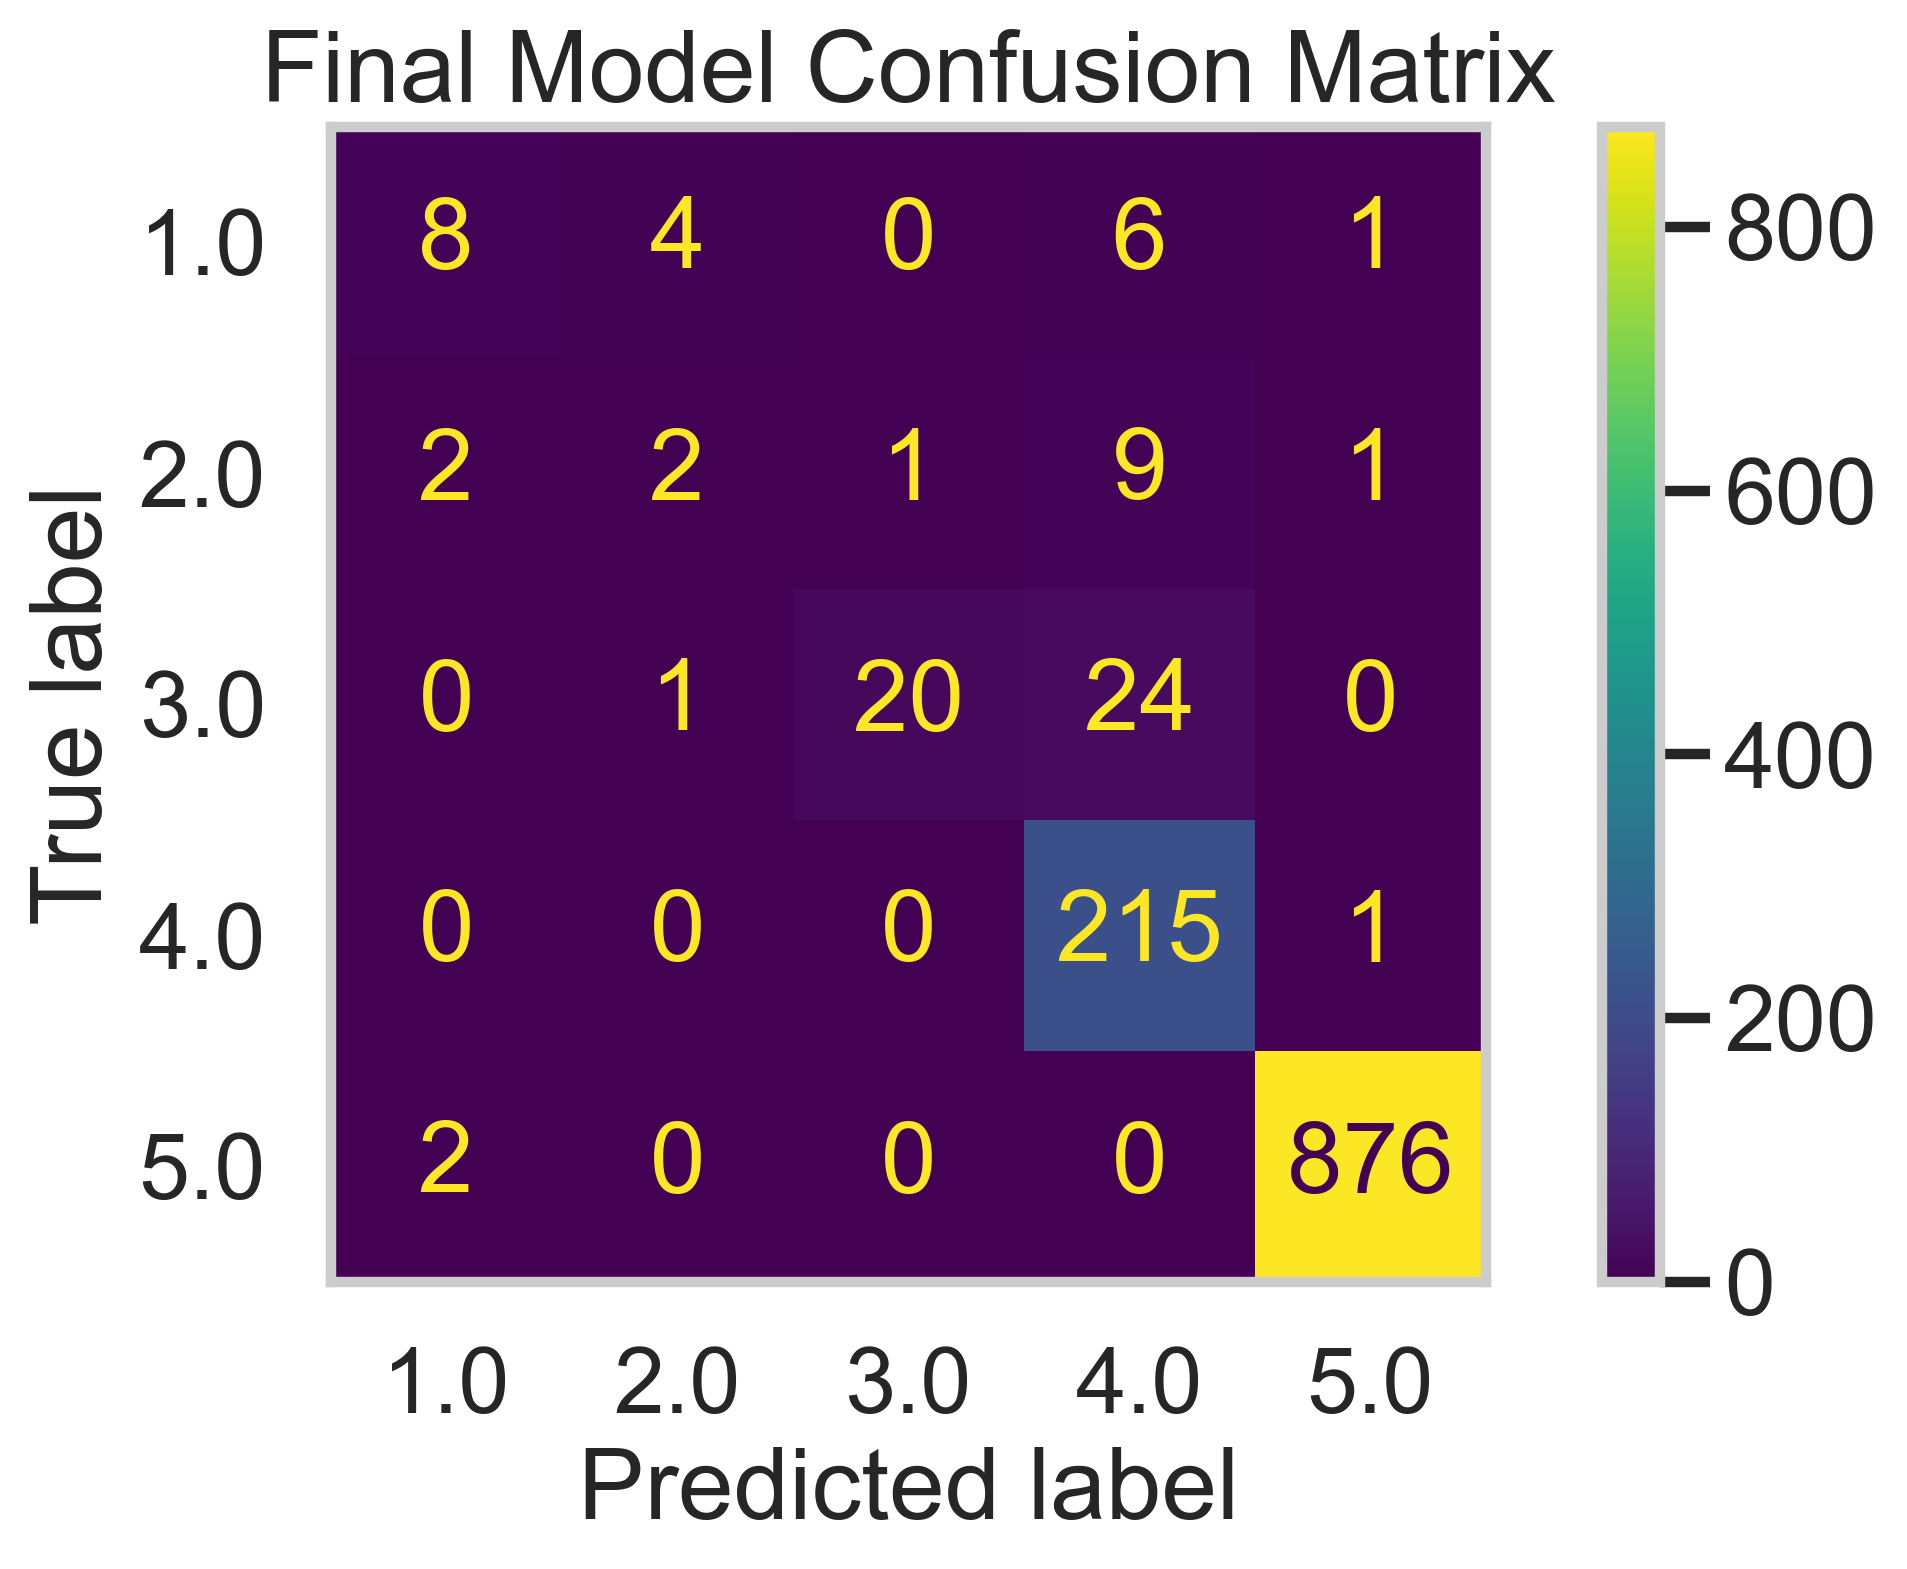 Final Model Confusion Matrix
1.0 8 4 0 6 1
2.0 2 2 1 9 1
3.0 0 1 20 24 0
4.0 0 0 0 215 1
5.0 2 0 0 0 876
1.0 2.0 3.0 4.0 5.0
Predicted label
True label
800
600
400
200
0